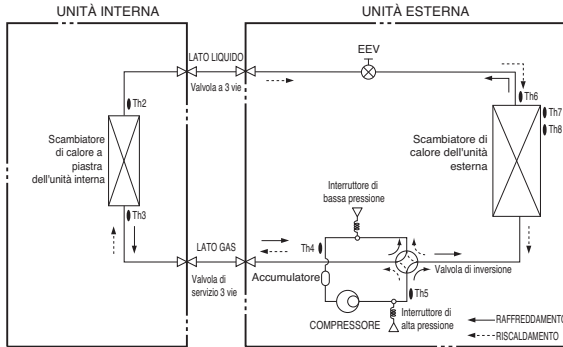 UNITÀ INTERNA
UNITÀ ESTERNA
LATO LIQUIDO
Valvola a 3 vie
EEV
Th2
Th6
Th7
Th8
Scambiatore
di calore a
piastra
dell'unità interna
Scambiatore di
calore dell'unità
esterna
Th3
Interruttore di
bassa pressione
LATO GAS
Th4
Valvola di
servizio 3 vie
Accumulatore
Valvola di inversione
Th5
COMPRESSORE
Interruttore di
alta pressione
RAFFREDDAMENTO
RISCALDAMENTO